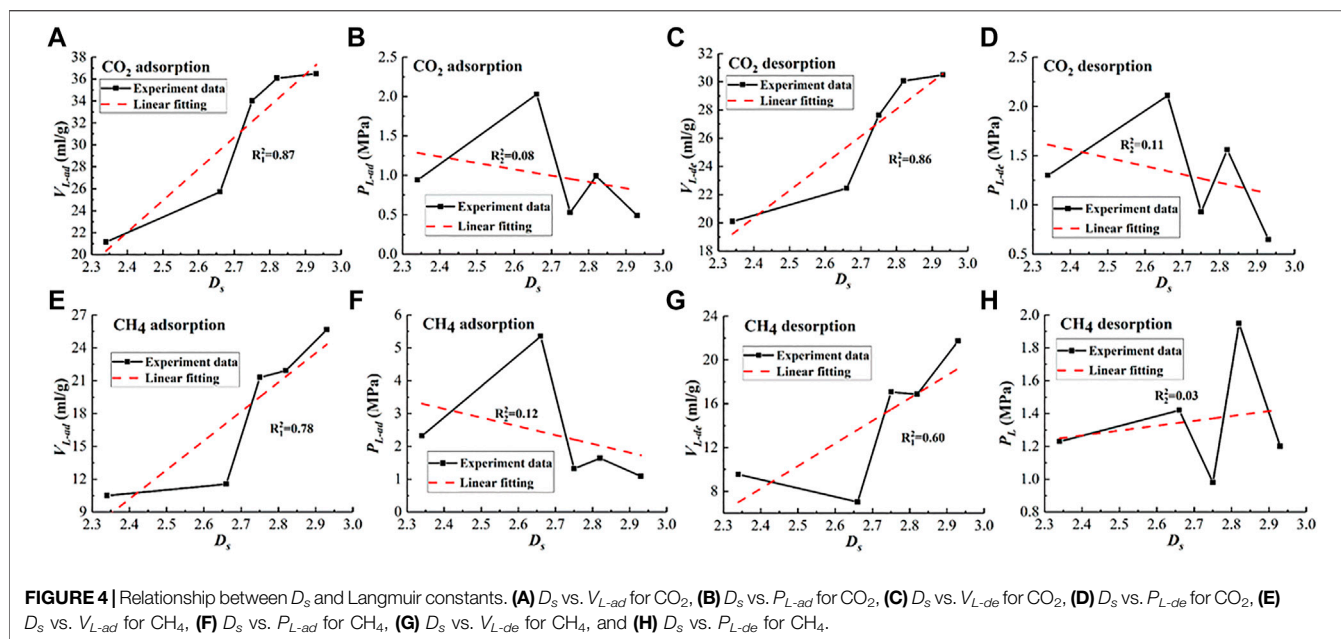 A
CO2 adsorption
Experiment data
Linear fitting
R1²=0.87
VL-ad (ml/g)
38
36
34
32
30
28
26
24
22
20
2.3 2.4 2.5 2.6 2.7 2.8 2.9 3.0
Ds
B
CO2 adsorption
R2²=0.08
Experiment data
Linear fitting
PL-ad (MPa)
2.5
2.0
1.5
1.0
0.5
0.0
2.3 2.4 2.5 2.6 2.7 2.8 2.9 3.0
Ds
C
CO2 desorption
Experiment data
Linear fitting
R1²=0.86
VL-de (ml/g)
32
30
28
26
24
22
20
18
2.3 2.4 2.5 2.6 2.7 2.8 2.9 3.0
Ds
D
CO2 desorption
R2²=0.11
Experiment data
Linear fitting
PL-de (MPa)
2.5
2.0
1.5
1.0
0.5
2.3 2.4 2.5 2.6 2.7 2.8 2.9 3.0
Ds
E
CH4 adsorption
Experiment data
Linear fitting
R1²=0.78
VL-ad (ml/g)
27
24
21
18
15
12
9
2.3 2.4 2.5 2.6 2.7 2.8 2.9 3.0
Ds
F
CH4 adsorption
R2²=0.12
Experiment data
Linear fitting
PL-ad (MPa)
6
5
4
3
2
1
0
2.3 2.4 2.5 2.6 2.7 2.8 2.9 3.0
Ds
G
CH4 desorption
Experiment data
Linear fitting
R1²=0.60
VL-de (ml/g)
24
20
16
12
8
2.3 2.4 2.5 2.6 2.7 2.8 2.9 3.0
Ds
H
CH4 desorption
Experiment data
Linear fitting
R2²=0.03
PL (MPa)
2.0
1.8
1.6
1.4
1.2
1.0
0.8
2.3 2.4 2.5 2.6 2.7 2.8 2.9 3.0
Ds
FIGURE 4 | Relationship between Ds and Langmuir constants. (A) Ds vs. VL-ad for CO2, (B) Ds vs. PL-ad for CO2, (C) Ds vs. VL-de for CO2, (D) Ds vs. PL-de for CO2, (E)
Ds vs. VL-ad for CH4, (F) Ds vs. PL-ad for CH4, (G) Ds vs. VL-de for CH4, and (H) Ds vs. PL-de for CH4.